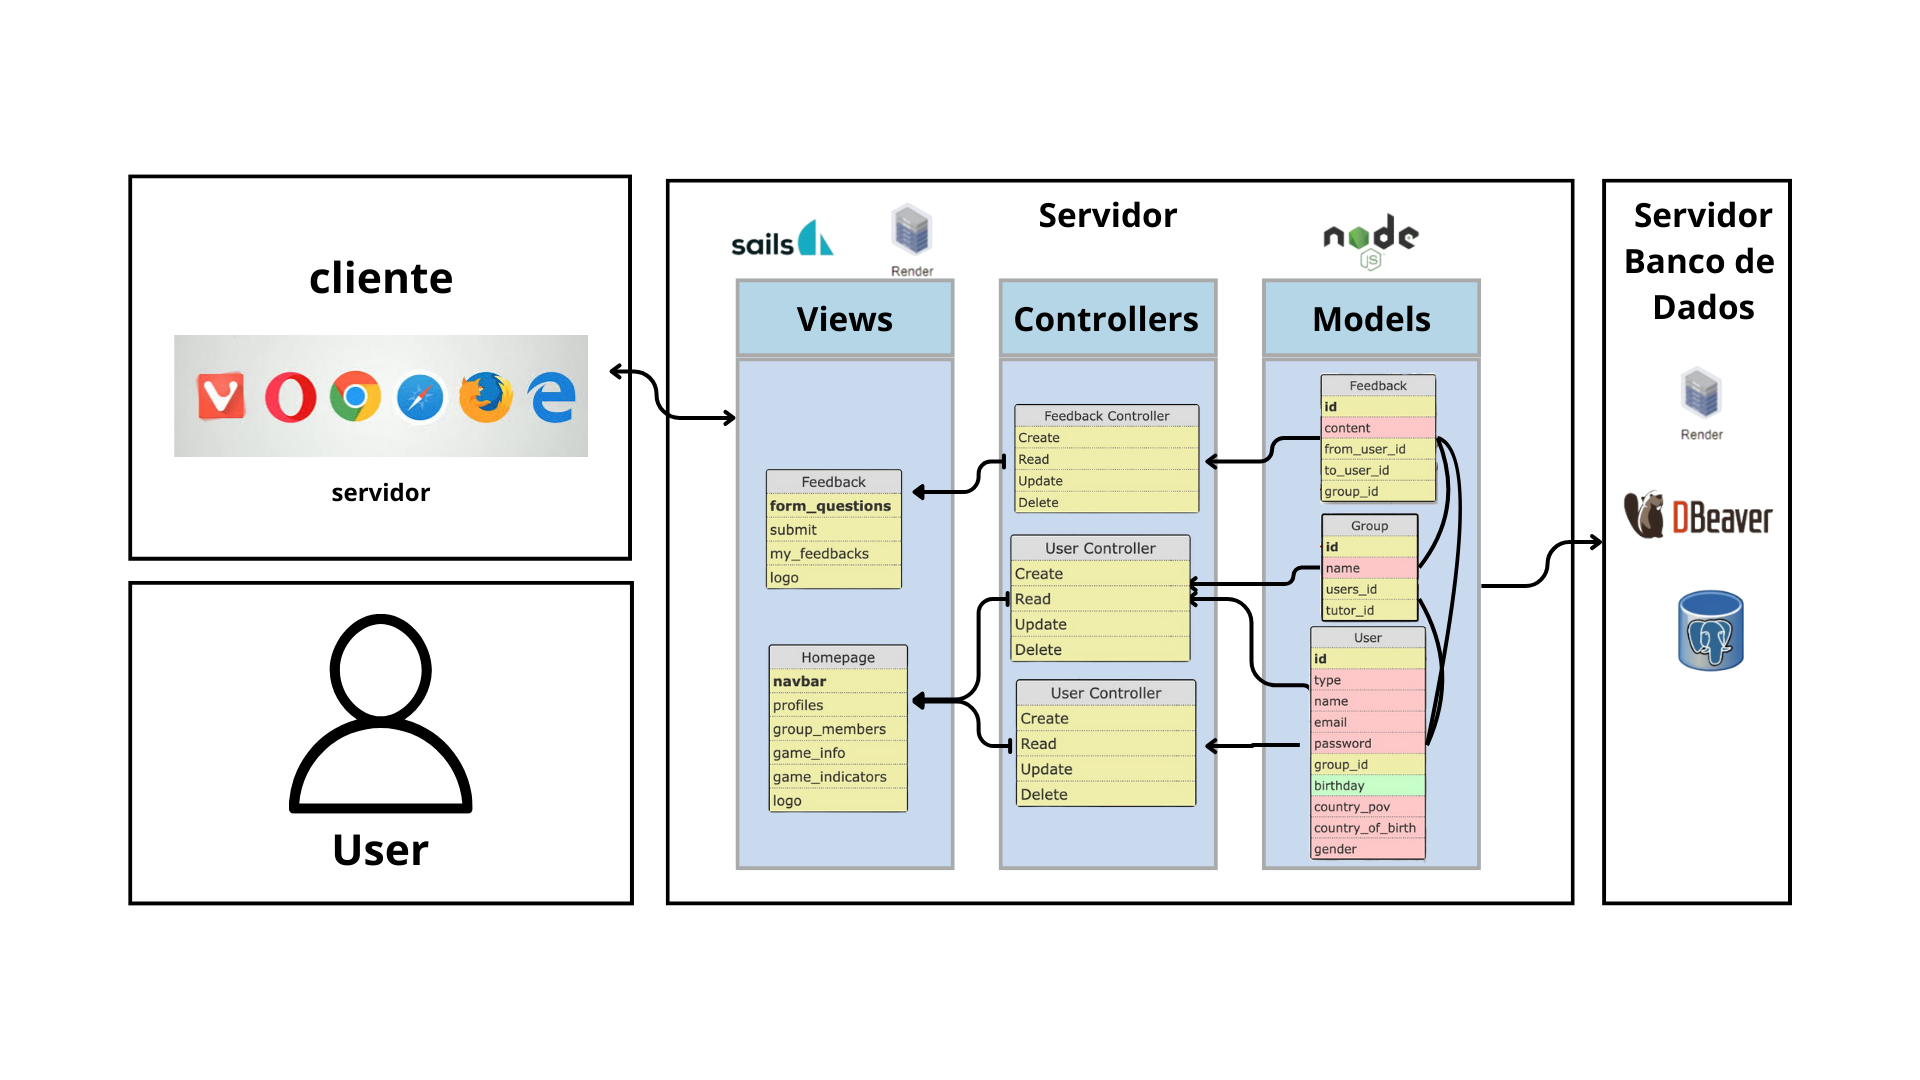 cliente
servidor
User
Servidor
sails
Render
node
JS
Views
Controllers
Models
Feedback
form_questions
submit
my_feedbacks
logo
Homepage
navbar
profiles
group_members
game_info
game_indicators
logo
Feedback Controller
Create
Read
Update
Delete
User Controller
Create
Read
Update
Delete
User Controller
Create
Read
Update
Delete
Feedback
id
content
from_user_id
to_user_id
group_id
Group
id
name
users_id
tutor_id
User
id
type
name
email
password
group_id
birthday
country_pov
country_of_birth
gender
Servidor
Banco de
Dados
Render
DBeaver